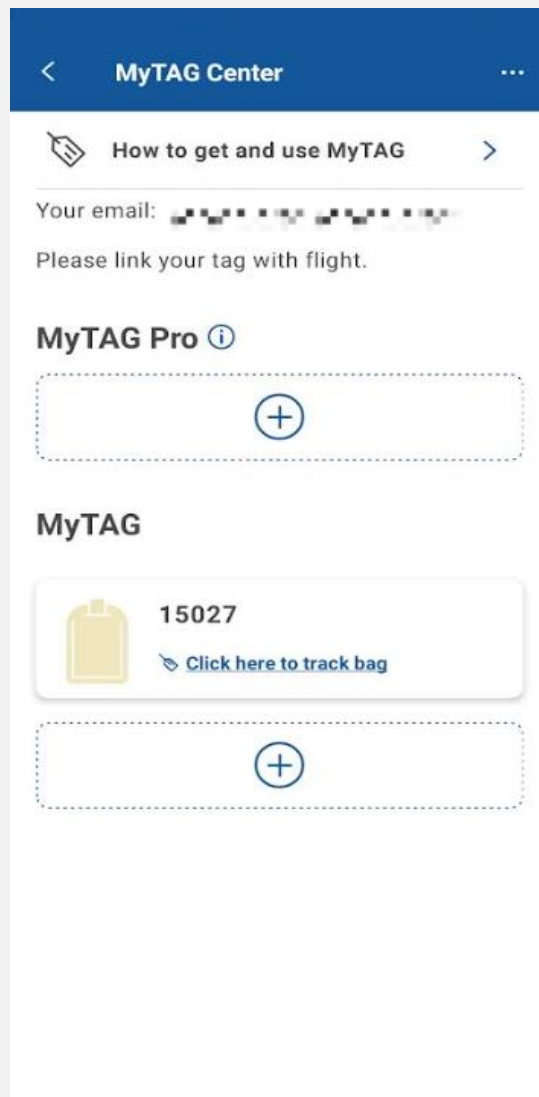 MyTAG Center
How to get and use MyTAG
Your email:
Please link your tag with flight.
MyTAG Pro
MyTAG
15027
Click here to track bag